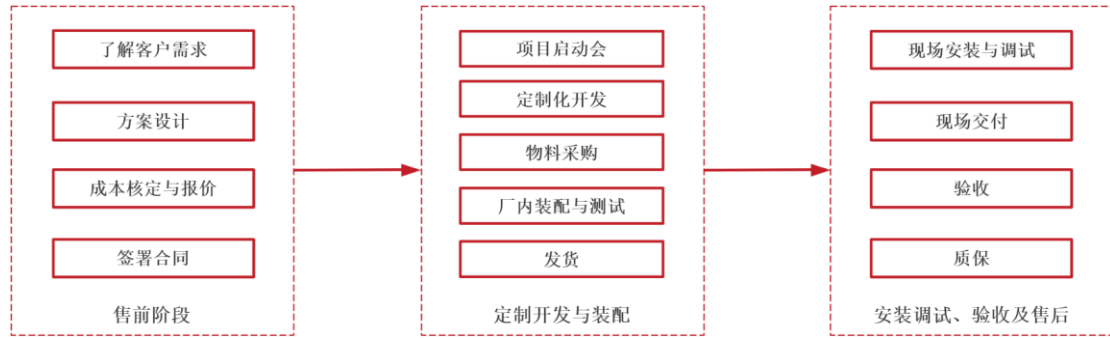 了解客户需求
方案设计
成本核定与报价
签署合同
售前阶段
项目启动会
定制化开发
物料采购
厂内装配与测试
发货
定制开发与装配
现场安装与调试
现场交付
验收
质保
安装调试、验收及售后